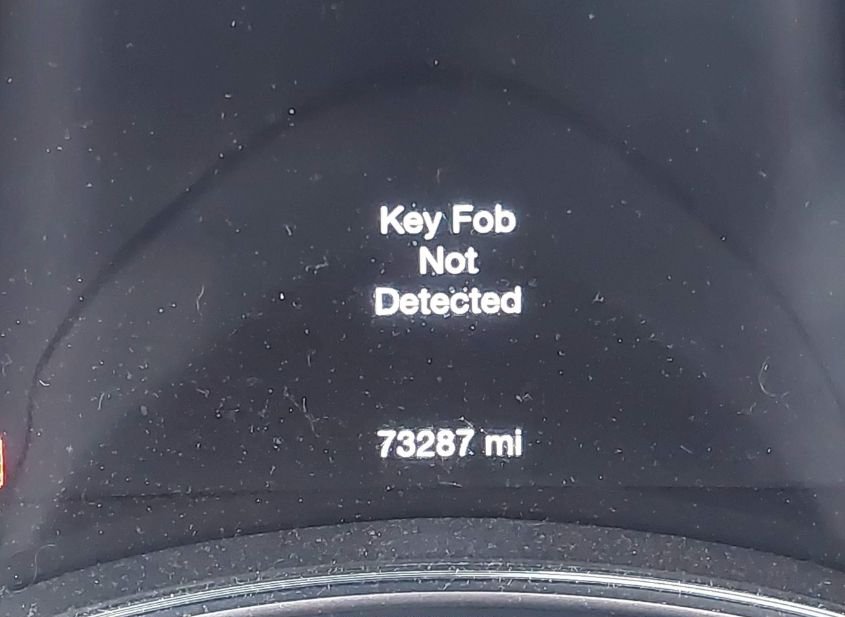 Key Fob
Not
Detected
73287 mi